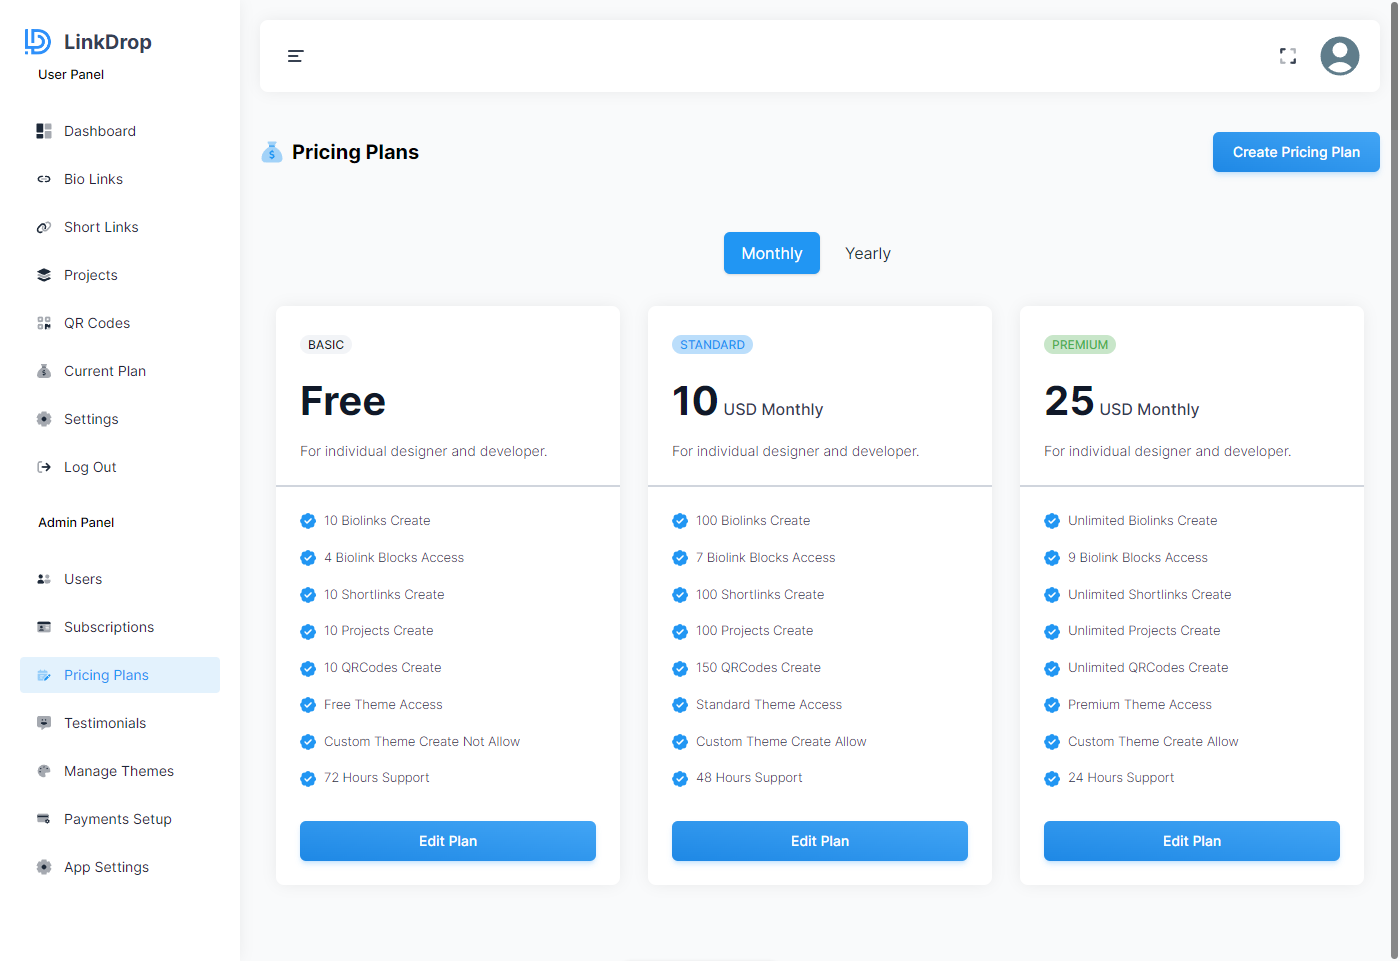 LinkDrop
User Panel
Dashboard
Bio Links
Short Links
Projects
QR Codes
Current Plan
Settings
Log Out
Admin Panel
Users
Subscriptions
Pricing Plans
Testimonials
Manage Themes
Payments Setup
App Settings
Pricing Plans
Create Pricing Plan
Monthly
Yearly
BASIC
Free
For individual designer and developer.
10 Biolinks Create
4 Biolink Blocks Access
10 Shortlinks Create
10 Projects Create
10 QRCodes Create
Free Theme Access
Custom Theme Create Not Allow
72 Hours Support
Edit Plan
STANDARD
10 USD Monthly
For individual designer and developer.
100 Biolinks Create
7 Biolink Blocks Access
100 Shortlinks Create
100 Projects Create
150 QRCodes Create
Standard Theme Access
Custom Theme Create Allow
48 Hours Support
Edit Plan
PREMIUM
25 USD Monthly
For individual designer and developer.
Unlimited Biolinks Create
9 Biolink Blocks Access
Unlimited Shortlinks Create
Unlimited Projects Create
Unlimited QRCodes Create
Premium Theme Access
Custom Theme Create Allow
24 Hours Support
Edit Plan